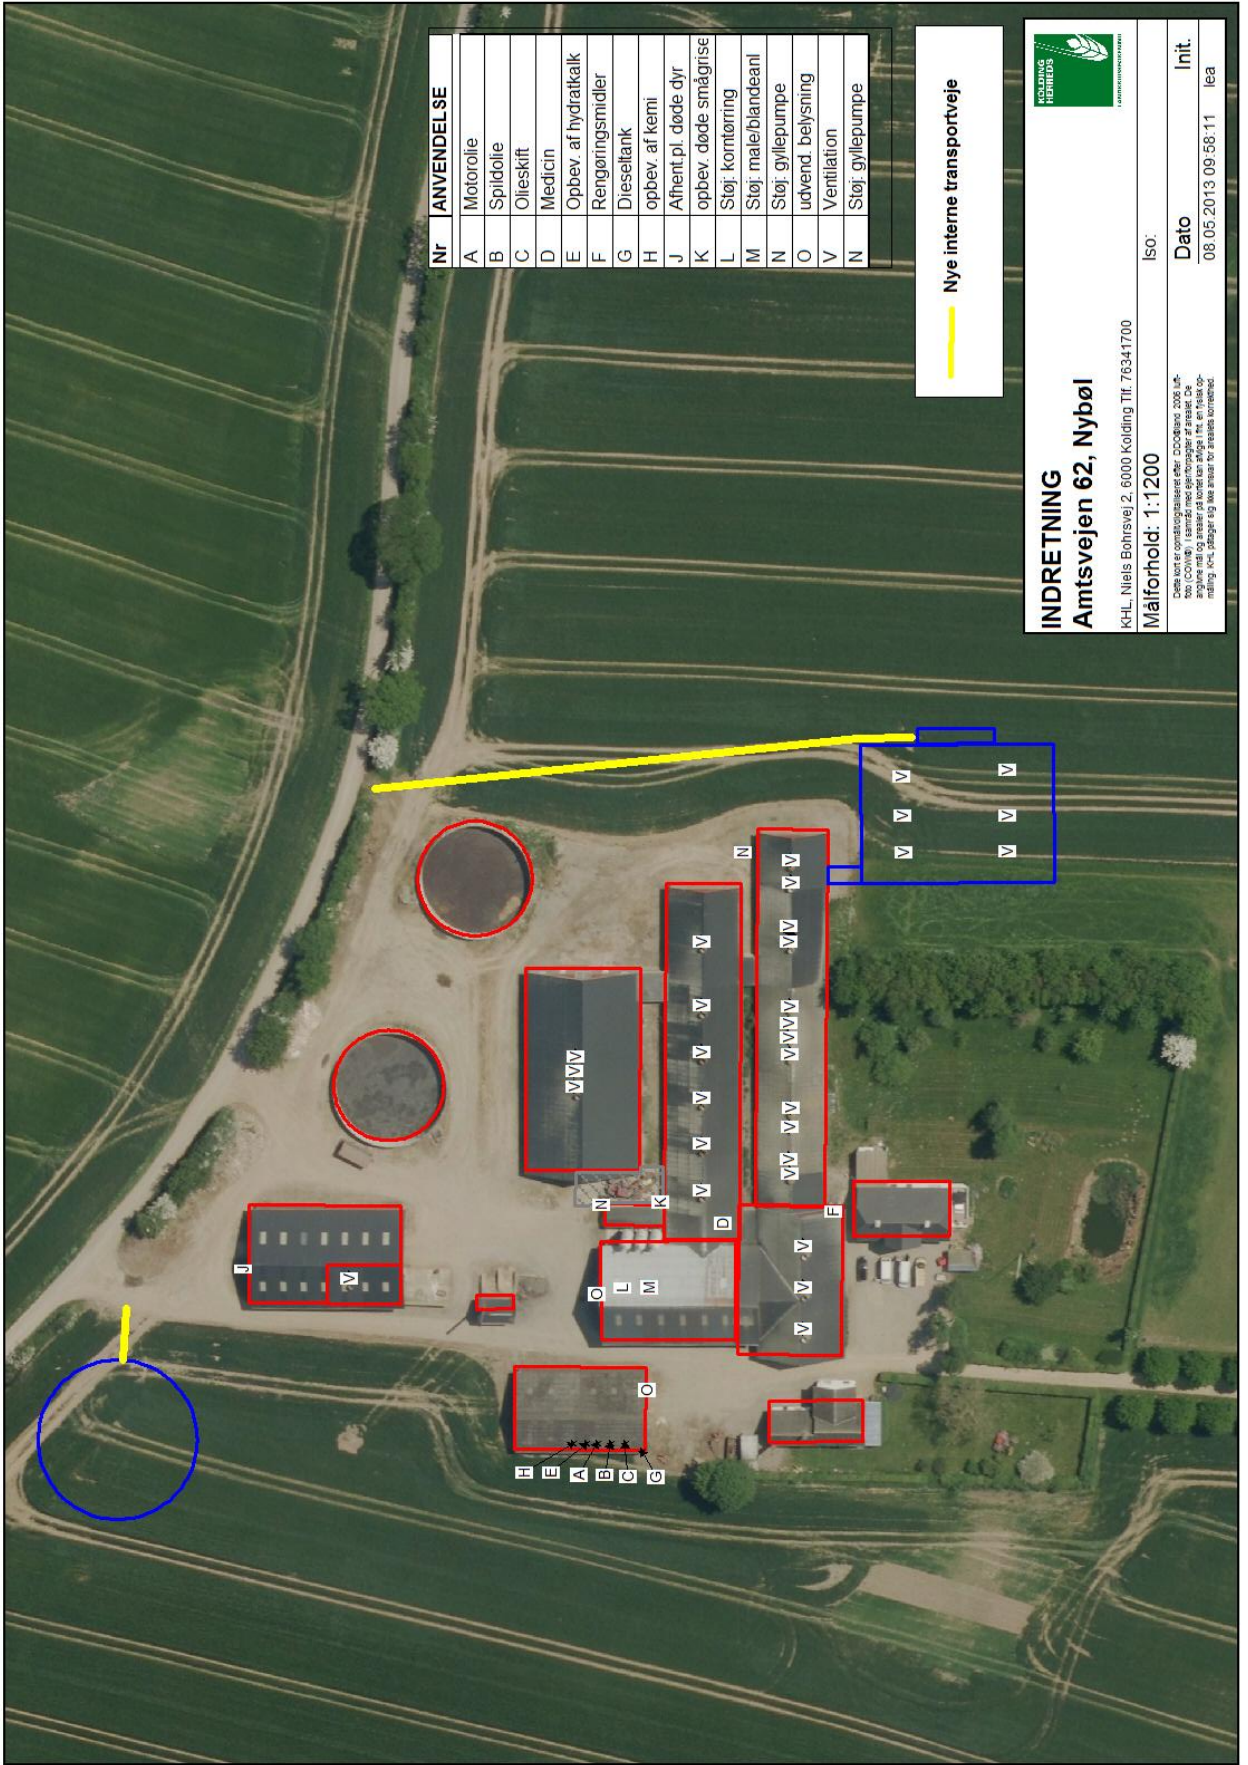 Nr ANVENDELSE
A Motorolie
B Spildolie
C Olieskift
D Medicin
E Opbev. af hydratkalk
F Rengøringsmidler
G Dieseltank
H opbev. af kemi
J Afhent.pl. døde dyr
K opbev. døde smågrise
L Støj: korntørring
M Støj: male/blandeanl
N Støj: gyllepumpe
O udvend. belysning
V Ventilation
N Støj: gyllepumpe
Nye interne transportveje
KOLDING
HERREDS
INDRETNING
Amtsvejen 62, Nybøl
KHL, Niels Bohrsvej 2, 6000 Kolding Tlf. 76341700
Målforhold: 1:1200
Iso:
Dato Init.
08.05.2013 09:58:11 lea
J
V
O
L
M
N
K
D
V V V
V V V V V V
N
V V V V V V V V V V V V V
F
V V V
V V V
V V V
O
H
E
A
B
C
G